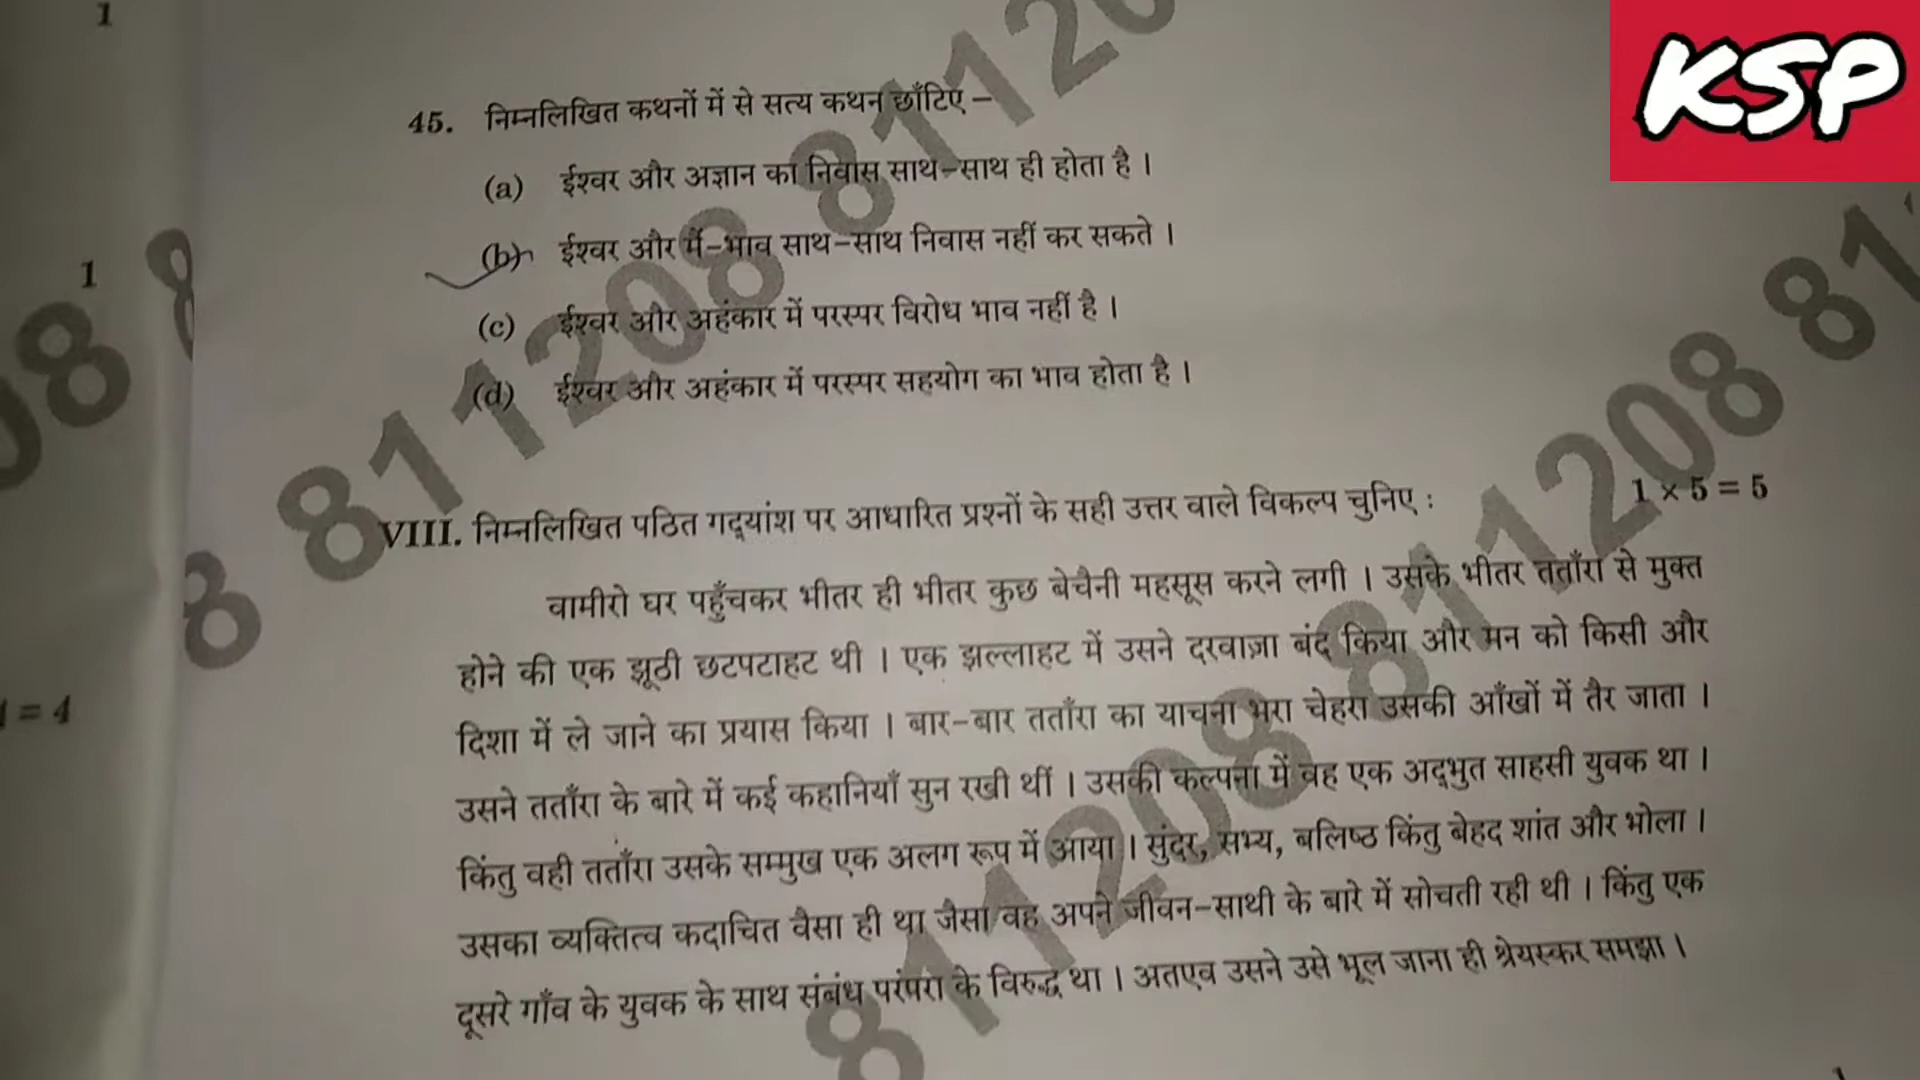 1
KSP
45. निम्नलिखित कथनों में से सत्य कथन छाँटिए –
(a) ईश्वर और अज्ञान का निवास साथ-साथ ही होता है ।
1
(b) ईश्वर और मैं-भाव साथ-साथ निवास नहीं कर सकते ।
(c) ईश्वर और अहंकार में परस्पर विरोध भाव नहीं है ।
(d) ईश्वर और अहंकार में परस्पर सहयोग का भाव होता है ।
VIII. निम्नलिखित पठित गद्यांश पर आधारित प्रश्नों के सही उत्तर वाले विकल्प चुनिए : 1 × 5 = 5
वामीरो घर पहुँचकर भीतर ही भीतर कुछ बेचैनी महसूस करने लगी । उसके भीतर तताँरा से मुक्त
होने की एक झूठी छटपटाहट थी । एक झल्लाहट में उसने दरवाज़ा बंद किया और मन को किसी और
= 4
दिशा में ले जाने का प्रयास किया । बार-बार तताँरा का याचना भरा चेहरा उसकी आँखों में तैर जाता ।
उसने तताँरा के बारे में कई कहानियाँ सुन रखी थीं । उसकी कल्पना में वह एक अद्भुत साहसी युवक था ।
किंतु वही तताँरा उसके सम्मुख एक अलग रूप में आया । सुंदर, सभ्य, बलिष्ठ किंतु बेहद शांत और भोला ।
उसका व्यक्तित्व कदाचित वैसा ही था जैसा वह अपने जीवन-साथी के बारे में सोचती रही थी । किंतु एक
दूसरे गाँव के युवक के साथ संबंध परंपरा के विरुद्ध था । अतएव उसने उसे भूल जाना ही श्रेयस्कर समझा ।
811208 811208
811208 811208 811208